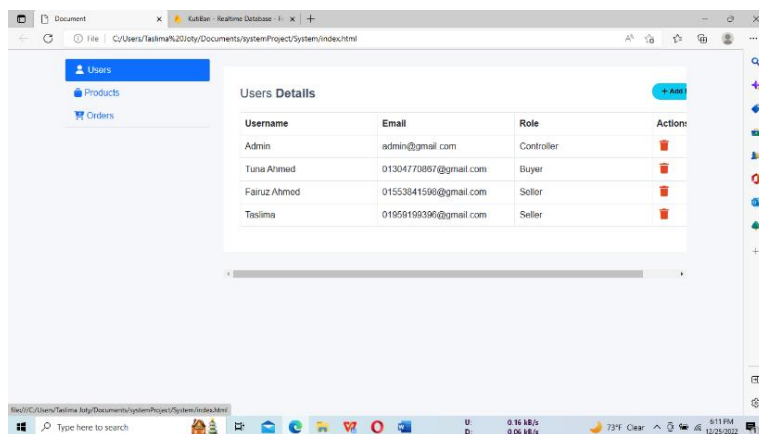 Document
KutiBari - Realtime Database - Fi
File
C:/Users/Taslima%20Joty/Documents/systemProject/System/index.html
Users
Products
Orders
Users Details
+ Add
Username Email Role Actions
Admin admin@gmail.com Controller
Tuna Ahmed 01304770867@gmail.com Buyer
Fairuz Ahmed 01553841598@gmail.com Seller
Taslima 01959199396@gmail.com Seller
file:///C:/Users/Taslima Joty/Documents/systemProject/System/index.html
Type here to search
U: 0.16 kB/s
D: 0.06 kB/s
73°F Clear
6:11 PM
12/25/2022